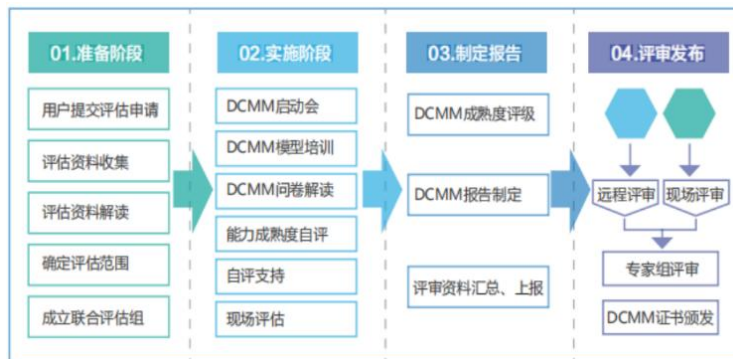 01.准备阶段
用户提交评估申请
评估资料收集
评估资料解读
确定评估范围
成立联合评估组
02.实施阶段
DCMM启动会
DCMM模型培训
DCMM问卷解读
能力成熟度自评
自评支持
现场评估
03.制定报告
DCMM成熟度评级
DCMM报告制定
评审资料汇总、上报
04.评审发布
远程评审
现场评审
专家组评审
DCMM证书颁发